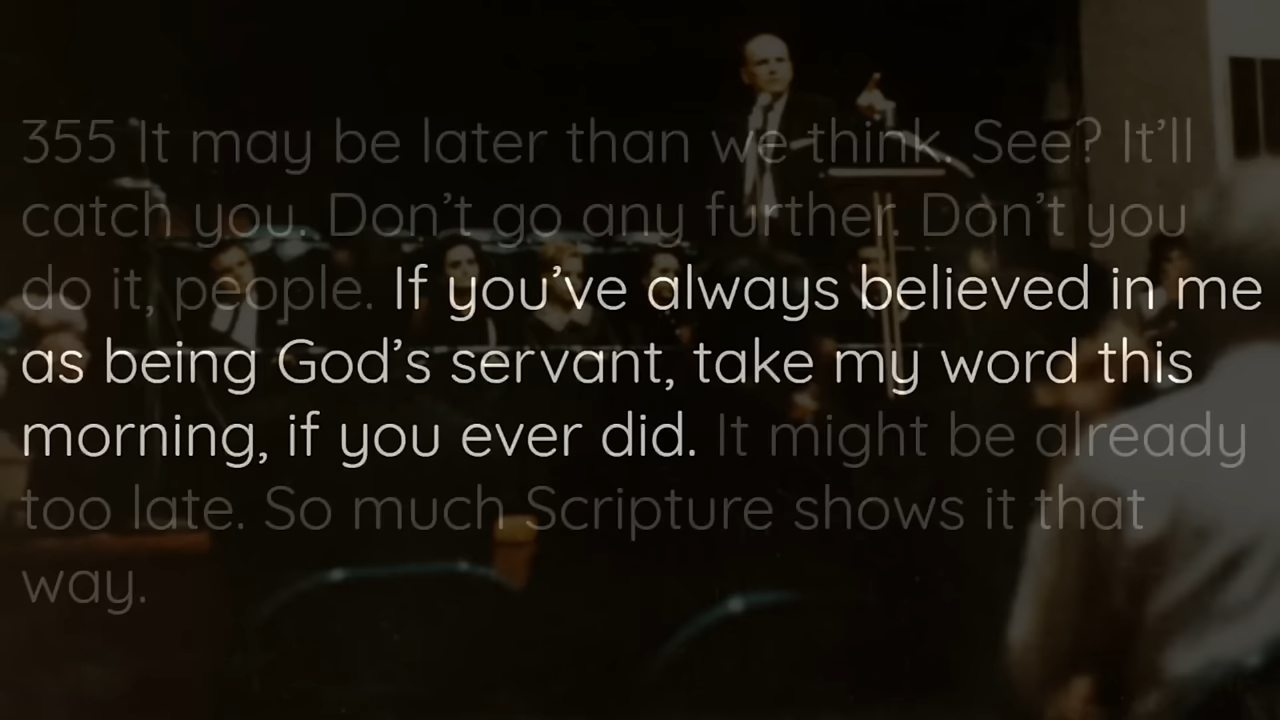 355 It may be later than we think. See? It’ll
catch you. Don’t go any further. Don’t you
do it, people. If you’ve always believed in me
as being God’s servant, take my word this
morning, if you ever did. It might be already
too late. So much Scripture shows it that
way.